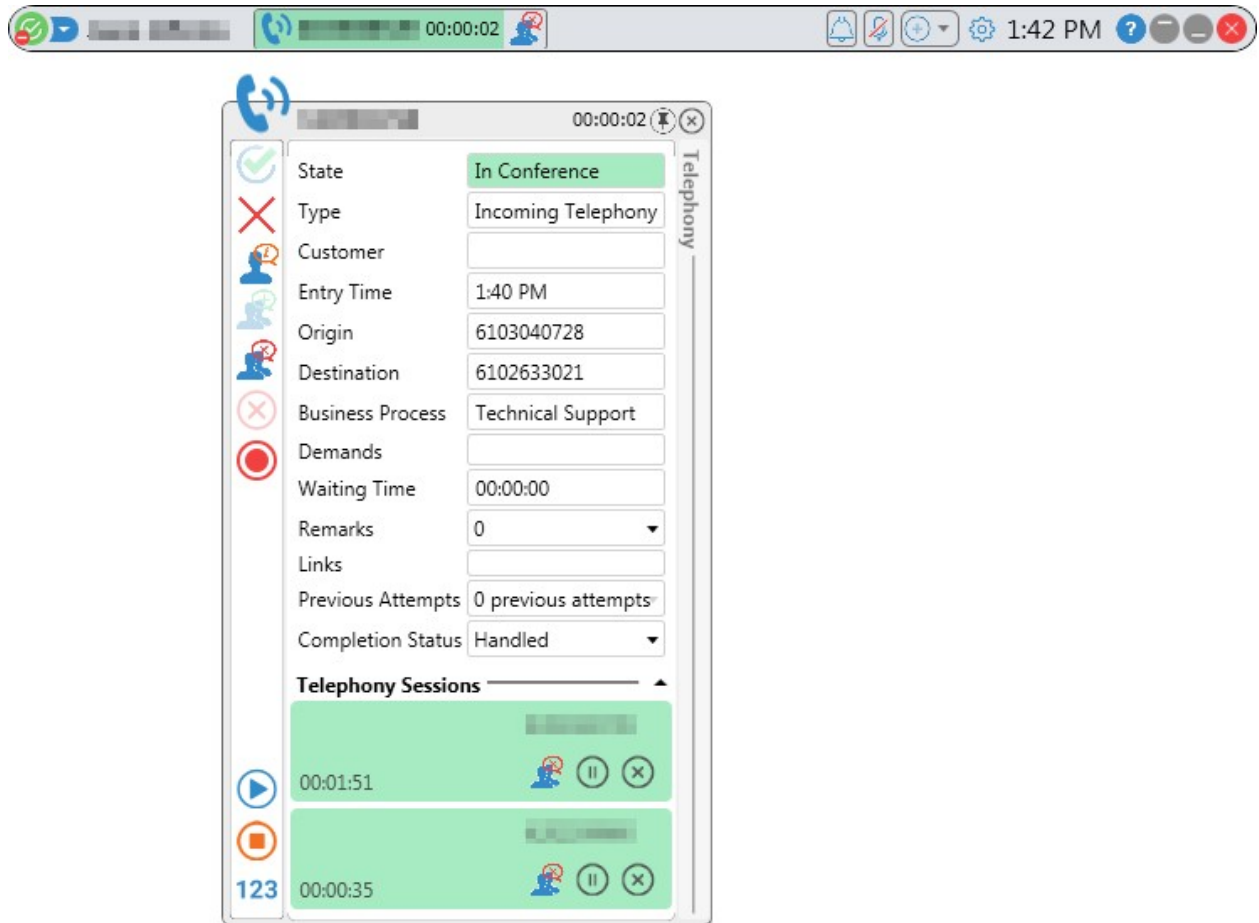 00:00:02
1:42 PM
?
00:00:02
Telephony
State In Conference
Type Incoming Telephony
Customer
Entry Time 1:40 PM
Origin 6103040728
Destination 6102633021
Business Process Technical Support
Demands
Waiting Time 00:00:00
Remarks 0
Links
Previous Attempts 0 previous attempts
Completion Status Handled
Telephony Sessions
00:01:51
00:00:35
123